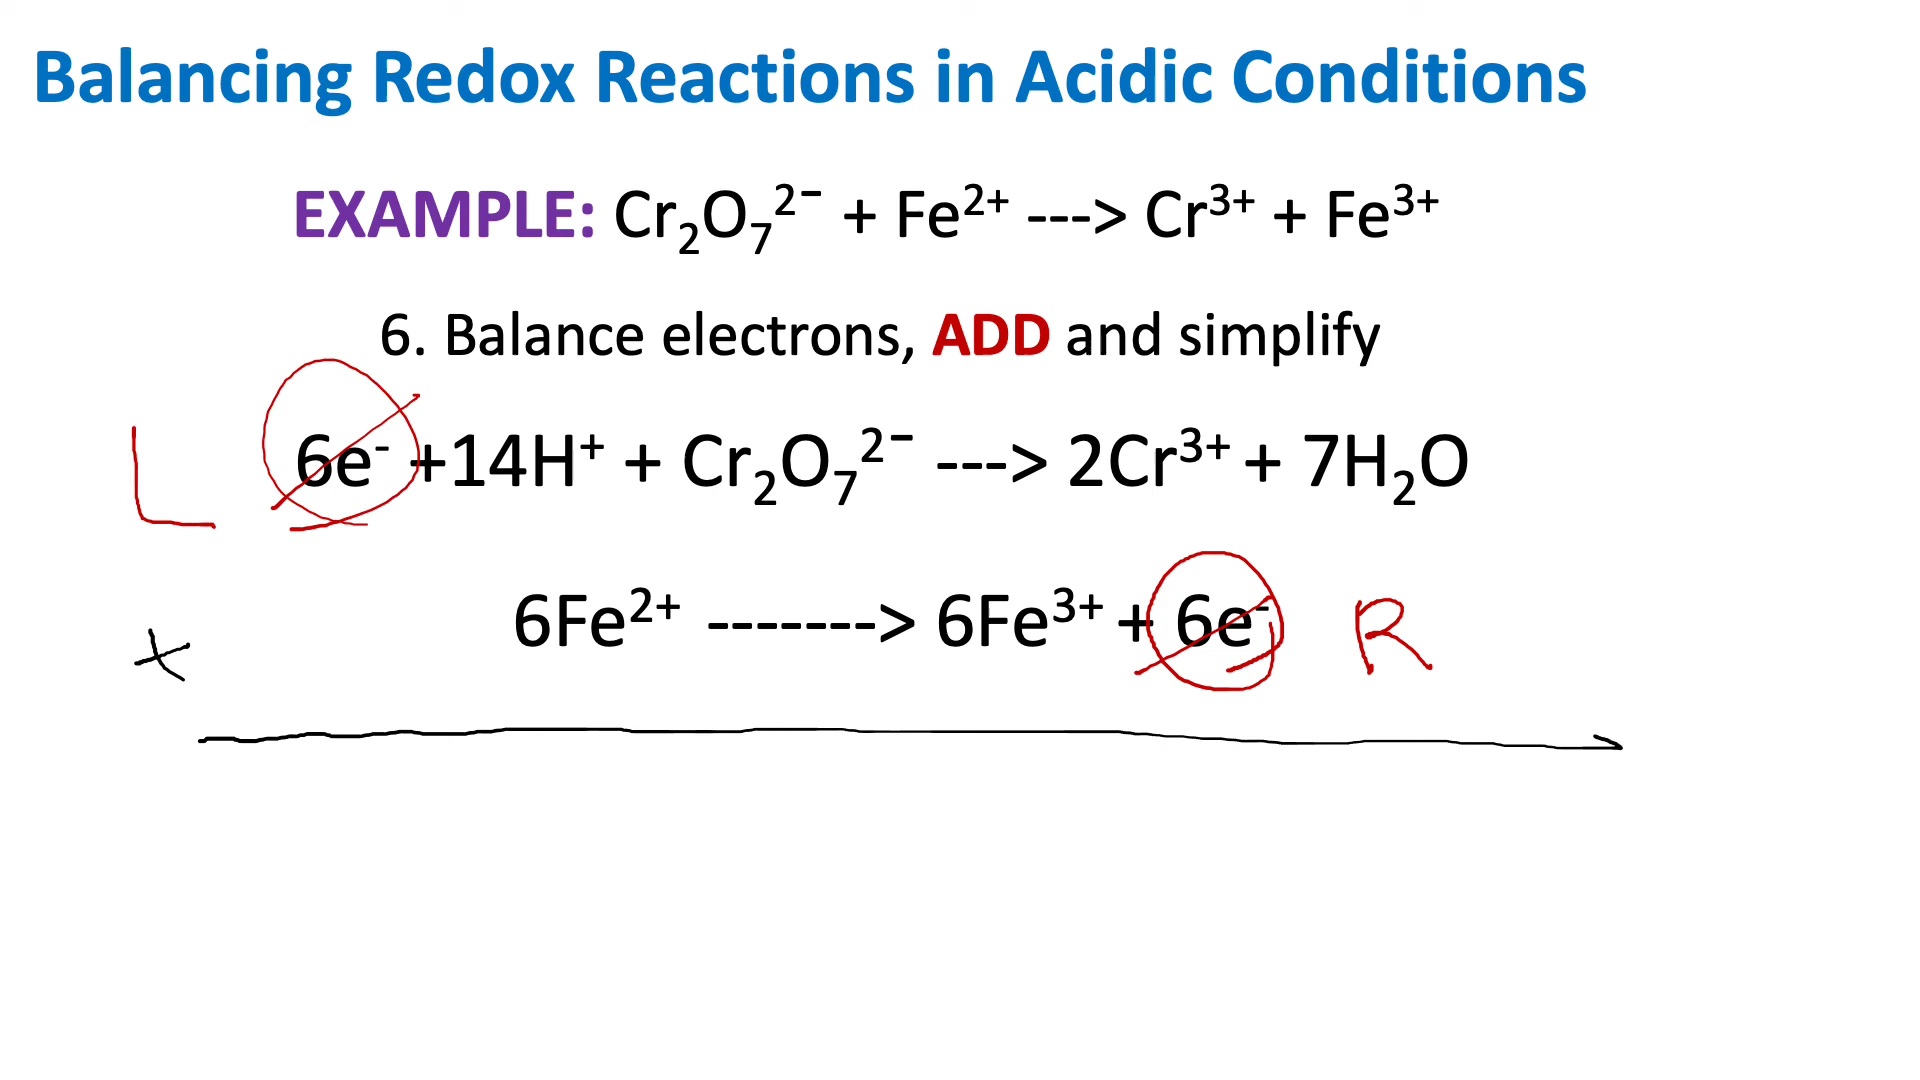 Balancing Redox Reactions in Acidic Conditions
EXAMPLE: Cr₂O₇²⁻ + Fe²⁺ ---> Cr³⁺ + Fe³⁺
6. Balance electrons, ADD and simplify
L 6e⁻ +14H⁺ + Cr₂O₇²⁻ ---> 2Cr³⁺ + 7H₂O
+ 6Fe²⁺ -------> 6Fe³⁺ + 6e⁻ R